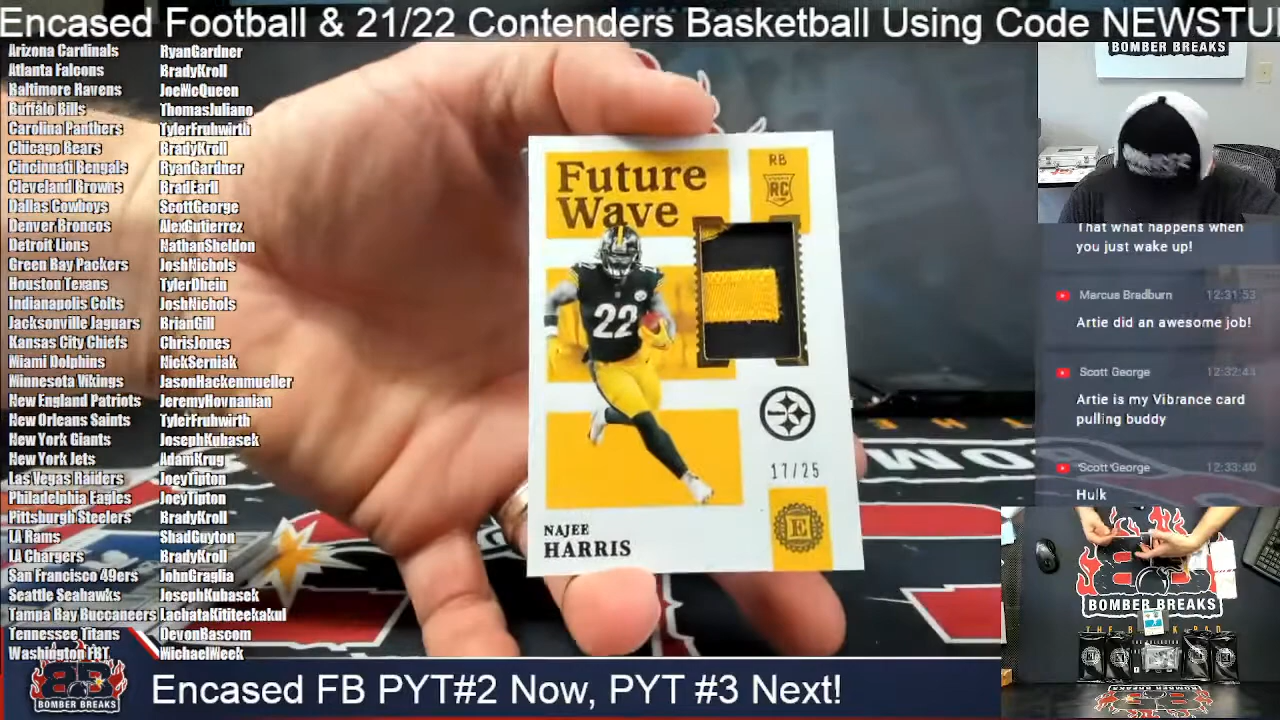 Encased Football & 21/22 Contenders Basketball Using Code NEWSTU
Arizona Cardinals RyanGardner
Atlanta Falcons BradyKroll
Baltimore Ravens JoeMcQueen
Buffalo Bills ThomasJuliano
Carolina Panthers TylerFruhwirth
Chicago Bears BradyKroll
Cincinnati Bengals RyanGardner
Cleveland Browns BradEarll
Dallas Cowboys ScottGeorge
Denver Broncos AlexGutierrez
Detroit Lions NathanSheldon
Green Bay Packers JoshNichols
Houston Texans TylerDhein
Indianapolis Colts JoshNichols
Jacksonville Jaguars BrianGill
Kansas City Chiefs ChrisJones
Miami Dolphins NickSerniak
Minnesota Vikings JasonHackenmueller
New England Patriots JeremyHovnanian
New Orleans Saints TylerFruhwirth
New York Giants JosephKubasek
New York Jets AdamKrug
Las Vegas Raiders JoeyTipton
Philadelphia Eagles JoeyTipton
Pittsburgh Steelers BradyKroll
LA Rams ShadGuyton
LA Chargers BradyKroll
San Francisco 49ers JohnGraglia
Seattle Seahawks JosephKubasek
Tampa Bay Buccaneers LachataKititeekakul
Tennessee Titans DevonBascom
Washington FBT MichaelWeek
Future
Wave
RB
RC
22
17/25
E
NAJEE
HARRIS
BOMBER BREAKS
That what happens when
you just wake up!
Marcus Bradburn 12:31:53
Artie did an awesome job!
Scott George 12:32:44
Artie is my Vibrance card
pulling buddy
Scott George 12:33:40
Hulk
BOMBER BREAKS
BOMBER BREAKS
Encased FB PYT#2 Now, PYT #3 Next!